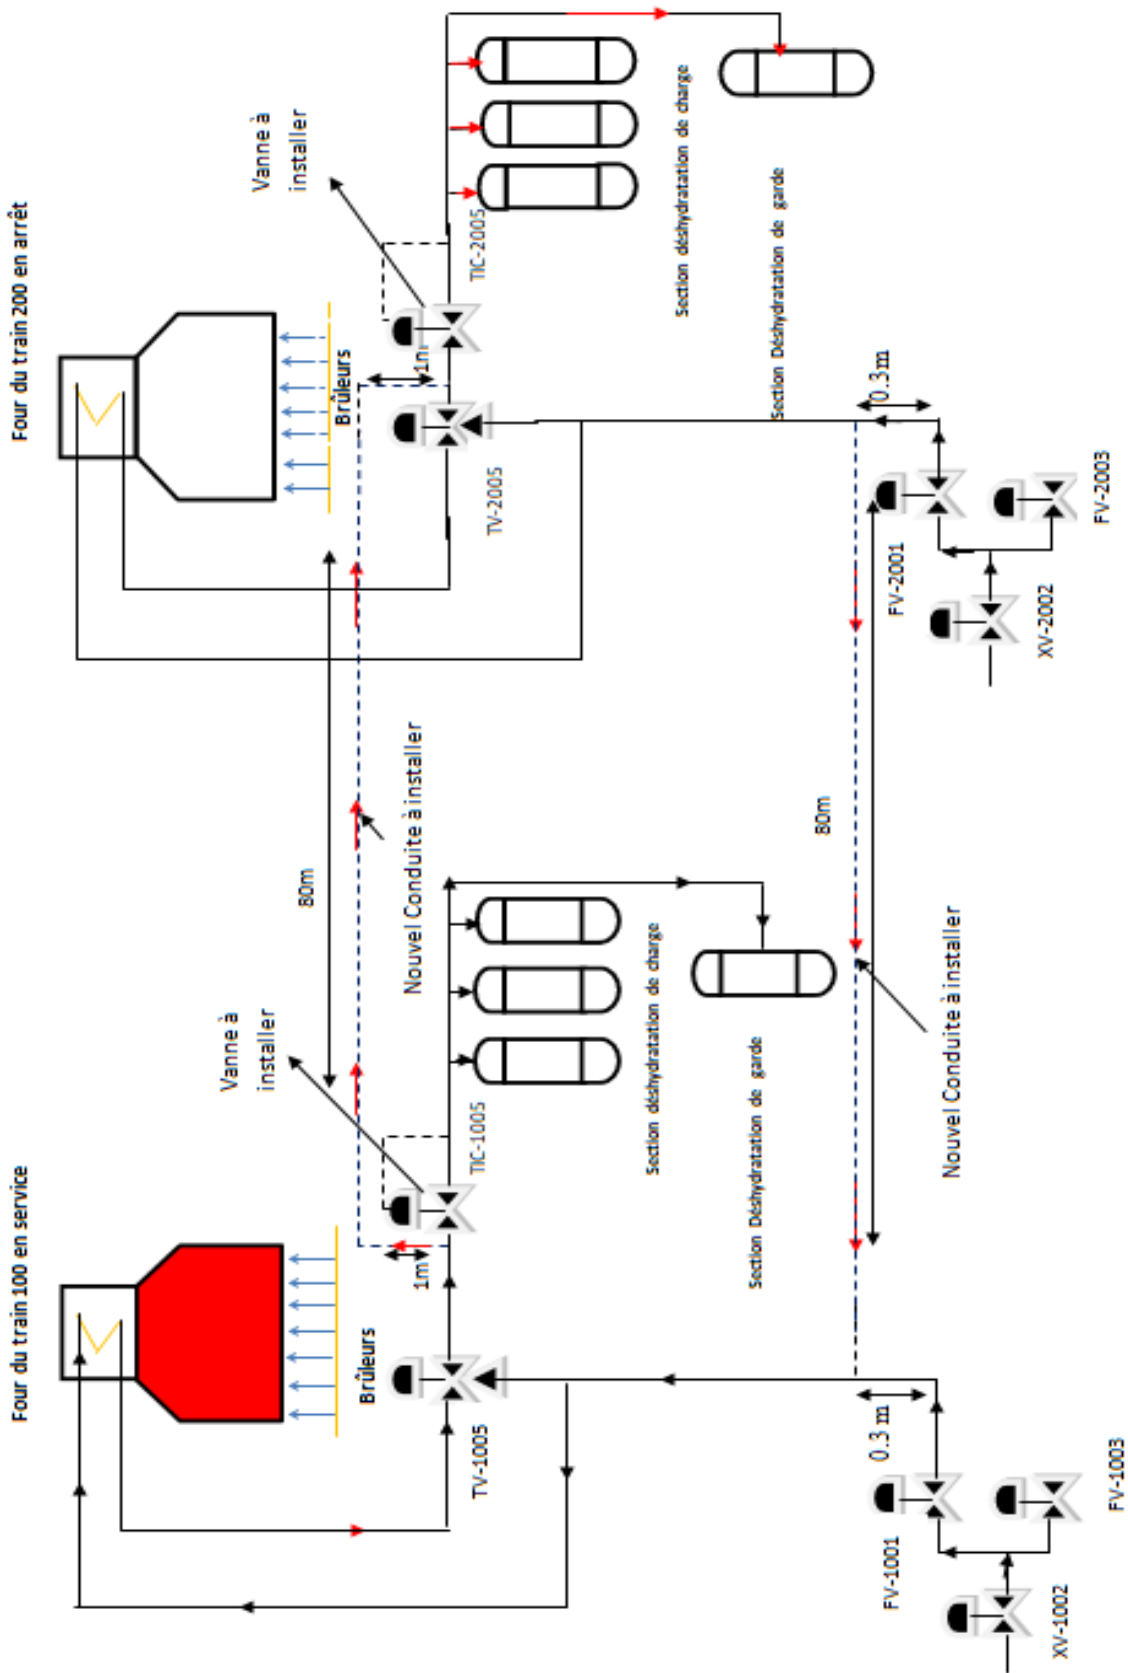 Four du train 100 en service
Four du train 200 en arrêt
Brûleurs
Brûleurs
Vanne à
installer
Vanne à
installer
80m
1m
1m
TV-1005
TIC-1005
TV-2005
TIC-2005
Nouvel Conduite à installer
Section déshydratation de charge
Section Déshydratation de garde
Section déshydratation de charge
Section Déshydratation de garde
80m
0.3 m
0.3m
Nouvel Conduite à installer
FV-1001
XV-1002
FV-1003
FV-2001
XV-2002
FV-2003